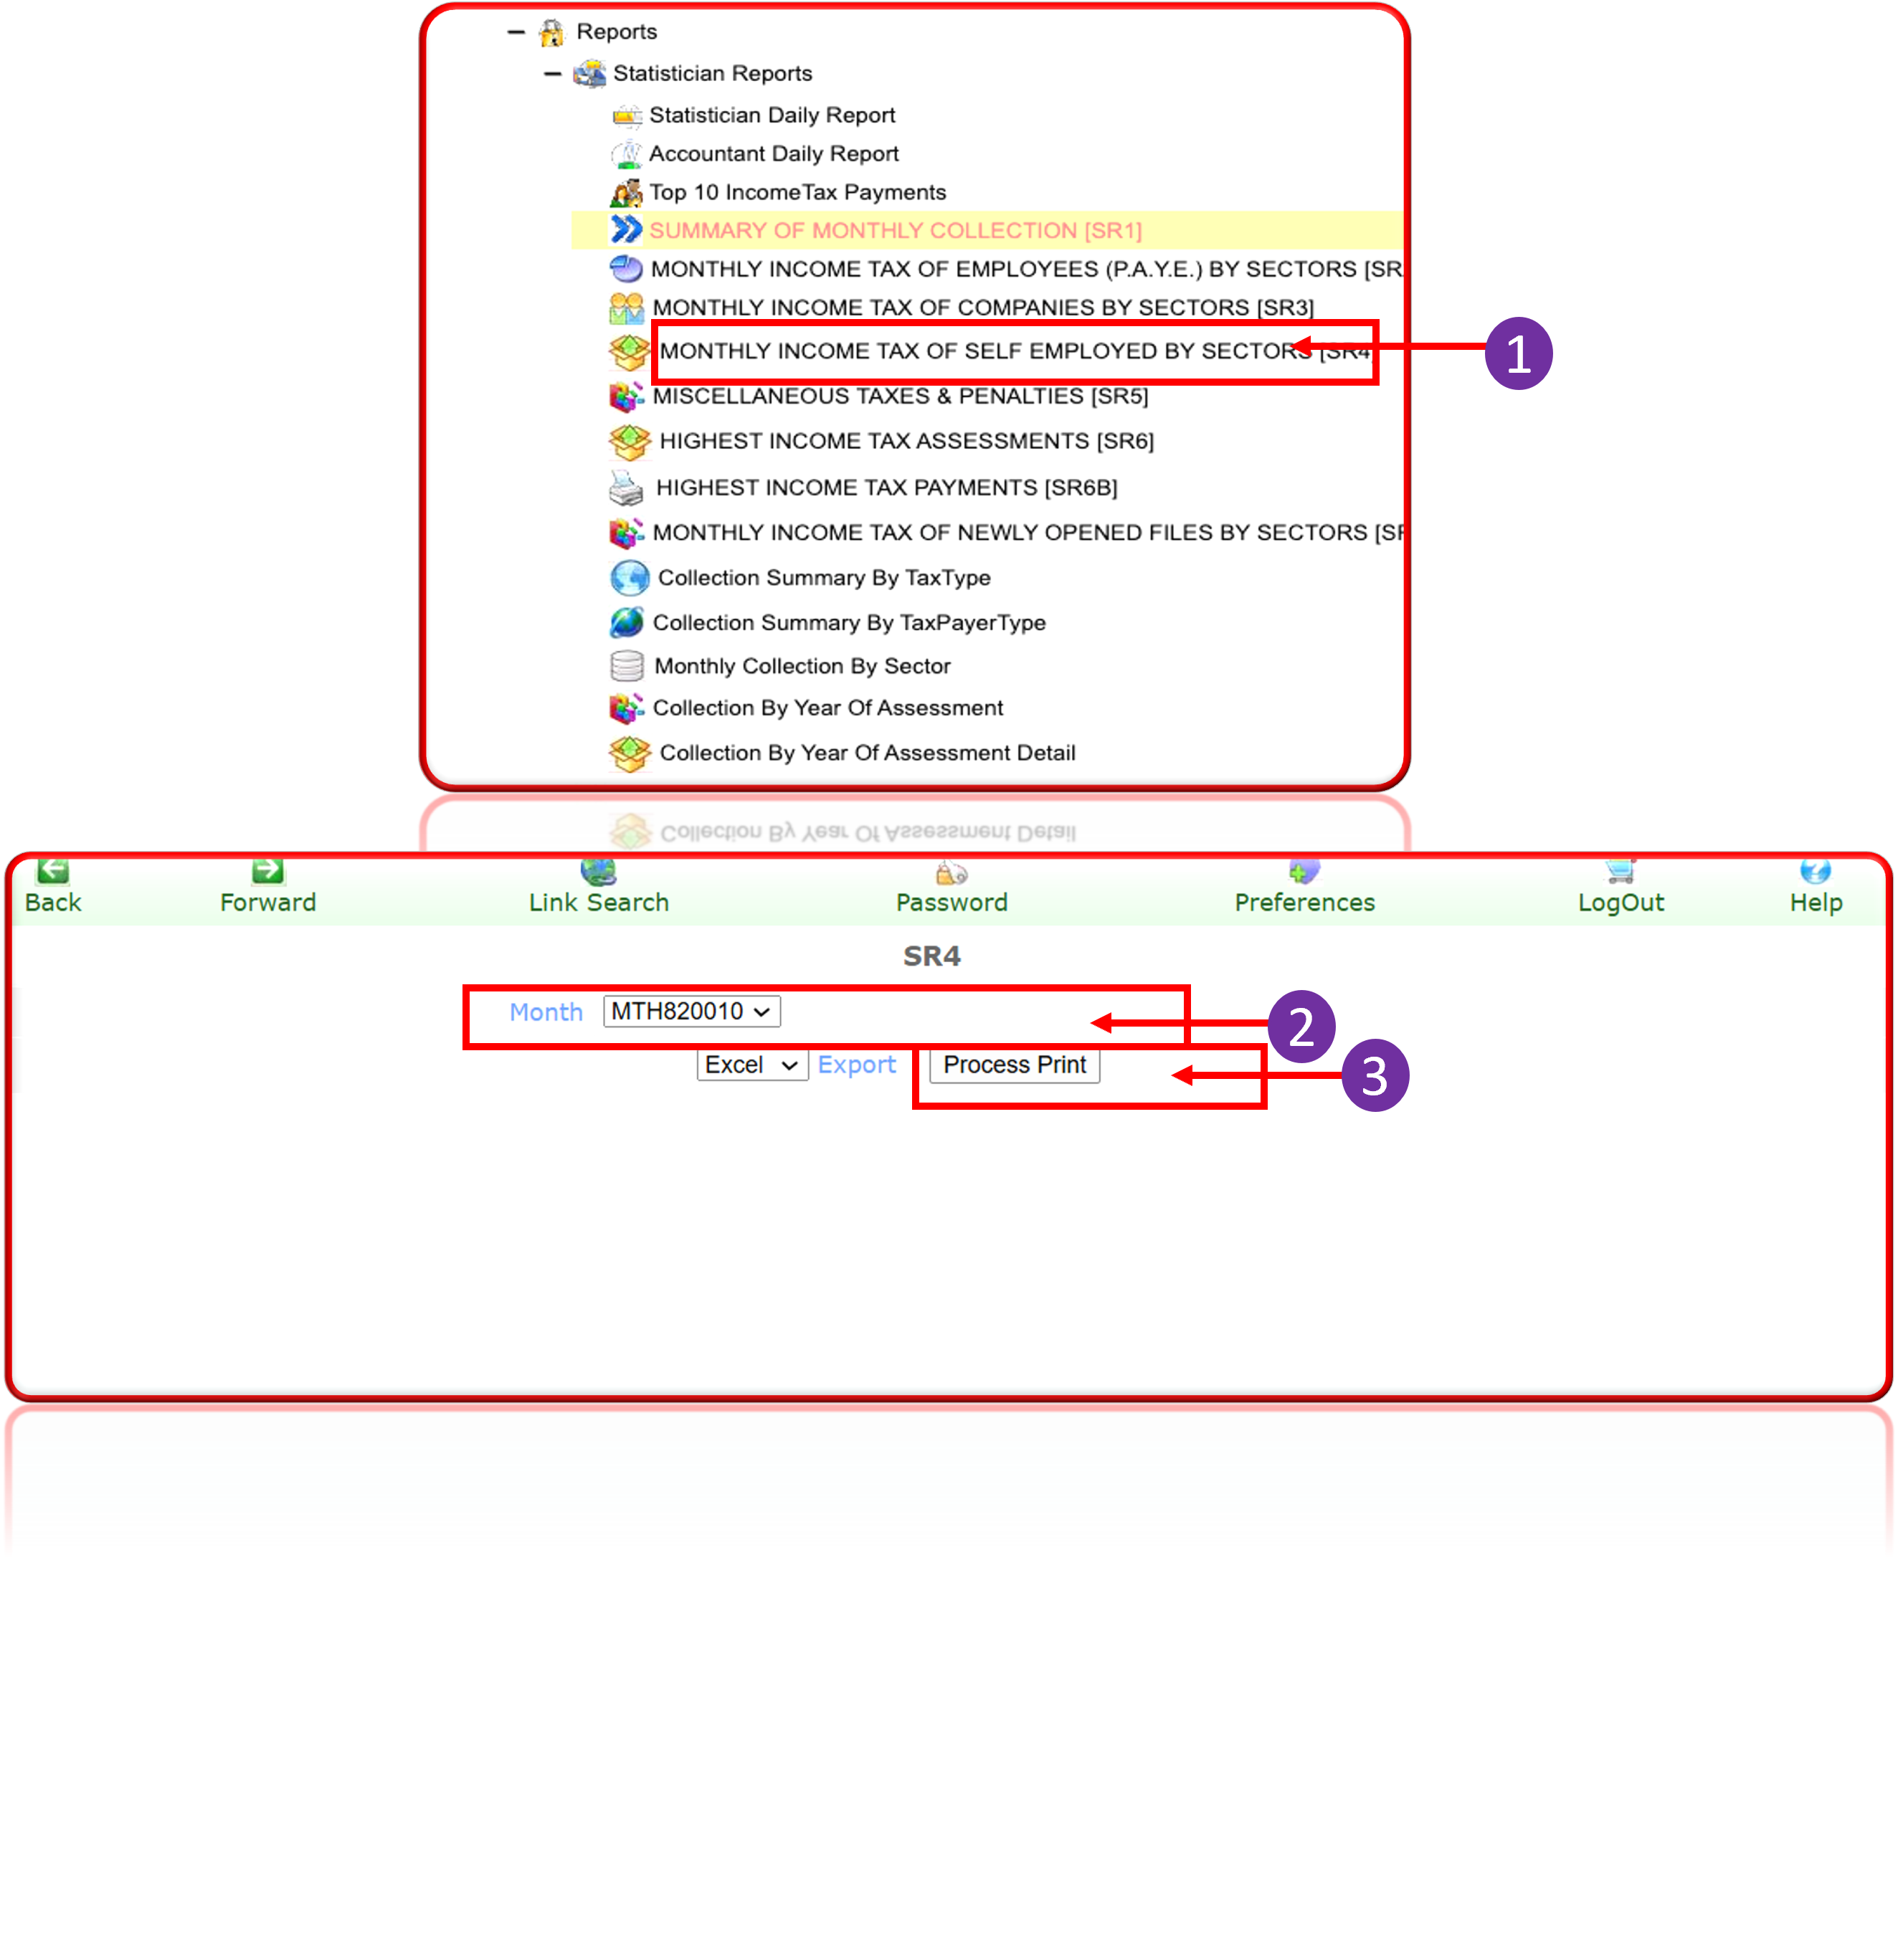 Reports
Statistician Reports
Statistician Daily Report
Accountant Daily Report
Top 10 IncomeTax Payments
SUMMARY OF MONTHLY COLLECTION [SR1]
MONTHLY INCOME TAX OF EMPLOYEES (P.A.Y.E.) BY SECTORS [SR
MONTHLY INCOME TAX OF COMPANIES BY SECTORS [SR3]
MONTHLY INCOME TAX OF SELF EMPLOYED BY SECTORS [SR4]
1
MISCELLANEOUS TAXES & PENALTIES [SR5]
HIGHEST INCOME TAX ASSESSMENTS [SR6]
HIGHEST INCOME TAX PAYMENTS [SR6B]
MONTHLY INCOME TAX OF NEWLY OPENED FILES BY SECTORS [SR
Collection Summary By TaxType
Collection Summary By TaxPayerType
Monthly Collection By Sector
Collection By Year Of Assessment
Collection By Year Of Assessment Detail
Back Forward Link Search Password Preferences LogOut Help
SR4
Month MTH820010
2
Excel Export Process Print
3